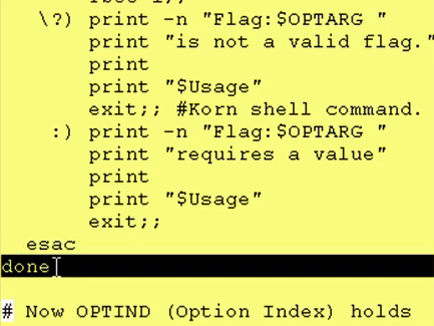 \?) print -n "Flag:$OPTARG "
print "is not a valid flag."
print
print "$Usage"
exit;; #Korn shell command.
:) print -n "Flag:$OPTARG "
print "requires a value"
print
print "$Usage"
exit;;
esac
done
# Now OPTIND (Option Index) holds